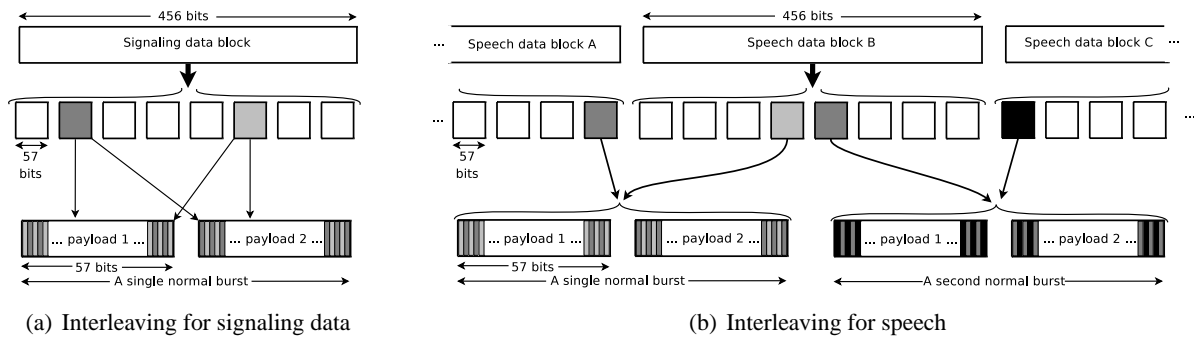 456 bits
Signaling data block
57
bits
... payload 1 ...
... payload 2 ...
57 bits
A single normal burst
(a) Interleaving for signaling data
456 bits
... Speech data block A
Speech data block B
Speech data block C ...
...
...
57
bits
... payload 1 ...
... payload 2 ...
... payload 1 ...
... payload 2 ...
57 bits
A single normal burst
A second normal burst
(b) Interleaving for speech